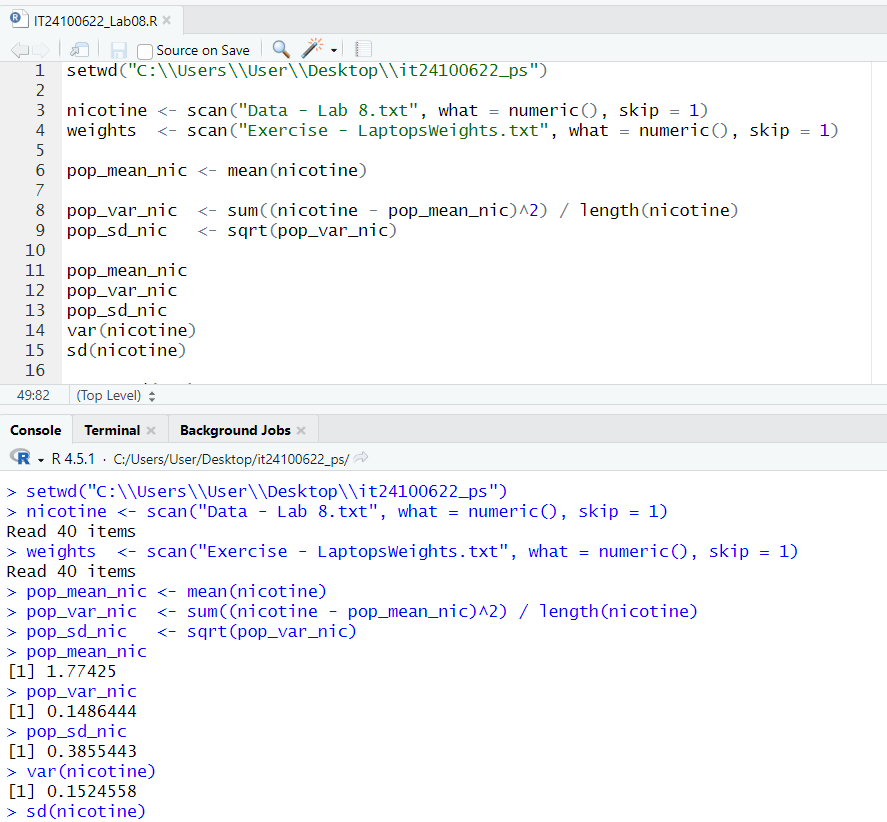 IT24100622_Lab08.R
Source on Save
1 setwd("C:\\Users\\User\\Desktop\\it24100622_ps")
2
3 nicotine <- scan("Data - Lab 8.txt", what = numeric(), skip = 1)
4 weights  <- scan("Exercise - LaptopsWeights.txt", what = numeric(), skip = 1)
5
6 pop_mean_nic <- mean(nicotine)
7
8 pop_var_nic  <- sum((nicotine - pop_mean_nic)^2) / length(nicotine)
9 pop_sd_nic   <- sqrt(pop_var_nic)
10
11 pop_mean_nic
12 pop_var_nic
13 pop_sd_nic
14 var(nicotine)
15 sd(nicotine)
16
49:82 (Top Level)
Console Terminal Background Jobs
R R 4.5.1 · C:/Users/User/Desktop/it24100622_ps/
> setwd("C:\\Users\\User\\Desktop\\it24100622_ps")
> nicotine <- scan("Data - Lab 8.txt", what = numeric(), skip = 1)
Read 40 items
> weights  <- scan("Exercise - LaptopsWeights.txt", what = numeric(), skip = 1)
Read 40 items
> pop_mean_nic <- mean(nicotine)
> pop_var_nic  <- sum((nicotine - pop_mean_nic)^2) / length(nicotine)
> pop_sd_nic   <- sqrt(pop_var_nic)
> pop_mean_nic
[1] 1.77425
> pop_var_nic
[1] 0.1486444
> pop_sd_nic
[1] 0.3855443
> var(nicotine)
[1] 0.1524558
> sd(nicotine)